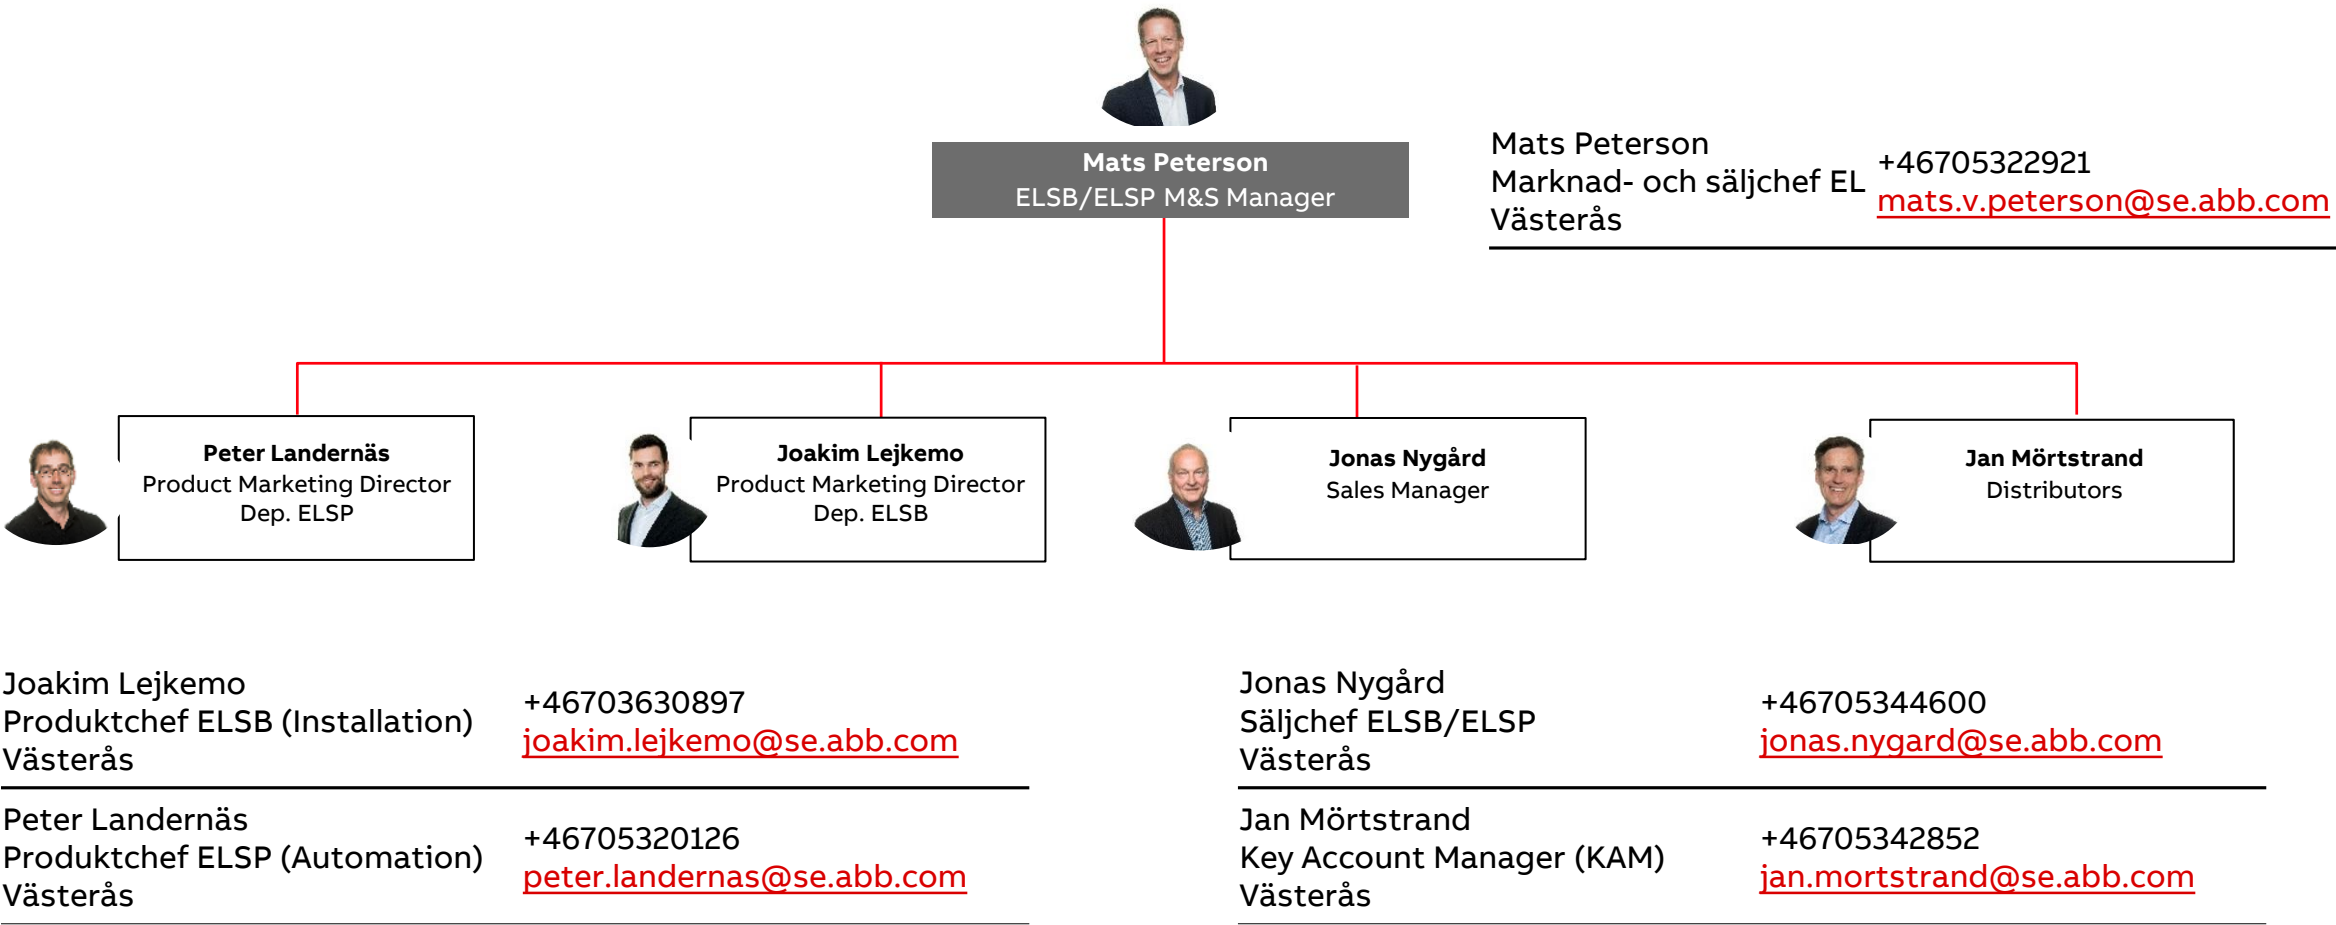 Mats Peterson
ELSB/ELSP M&S Manager
Mats Peterson
Marknad- och säljchef EL
Västerås
+46705322921
mats.v.peterson@se.abb.com
Peter Landernäs
Product Marketing Director
Dep. ELSP
Joakim Lejkemo
Product Marketing Director
Dep. ELSB
Jonas Nygård
Sales Manager
Jan Mörtstrand
Distributors
Joakim Lejkemo
Produktchef ELSB (Installation)
Västerås
+46703630897
joakim.lejkemo@se.abb.com
Peter Landernäs
Produktchef ELSP (Automation)
Västerås
+46705320126
peter.landernas@se.abb.com
Jonas Nygård
Säljchef ELSB/ELSP
Västerås
+46705344600
jonas.nygard@se.abb.com
Jan Mörtstrand
Key Account Manager (KAM)
Västerås
+46705342852
jan.mortstrand@se.abb.com